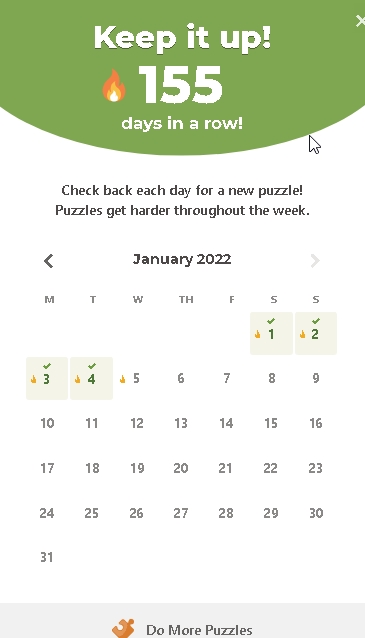 Keep it up!
155
days in a row!
Check back each day for a new puzzle!
Puzzles get harder throughout the week.
January 2022
M T W TH F S S
1 2
3 4 5 6 7 8 9
10 11 12 13 14 15 16
17 18 19 20 21 22 23
24 25 26 27 28 29 30
31
Do More Puzzles